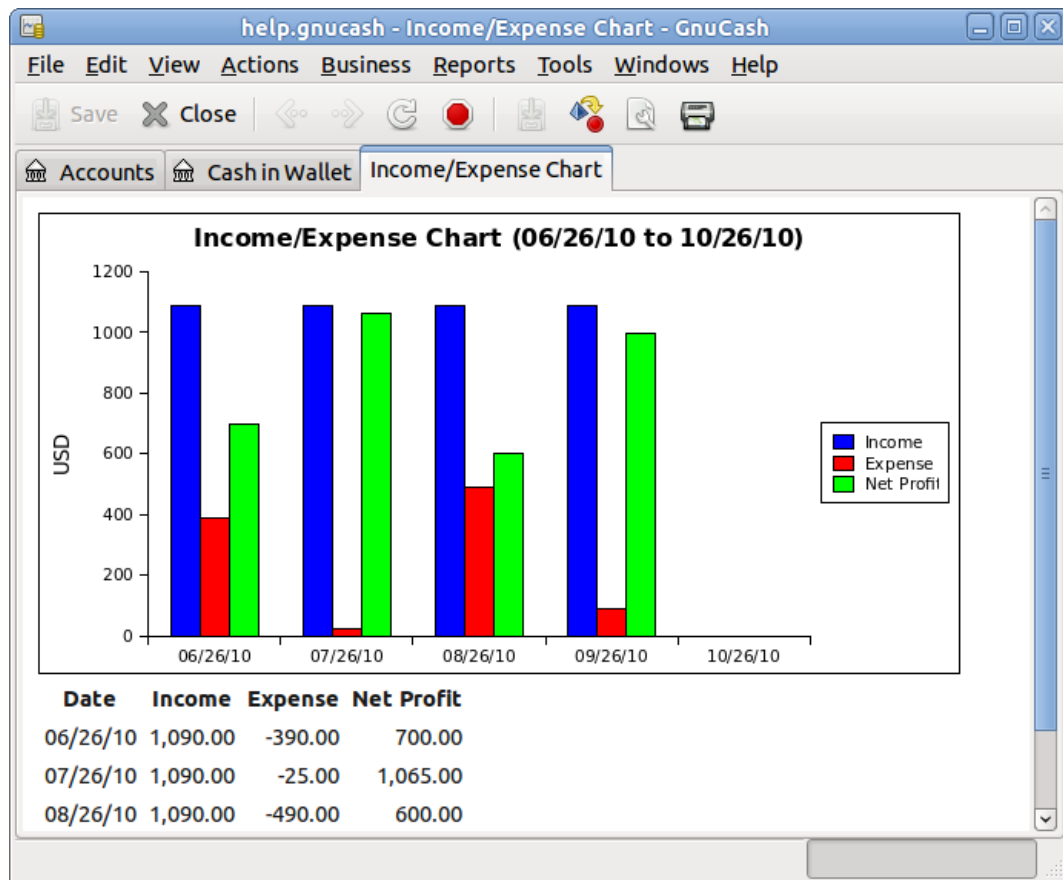 help.gnucash - Income/Expense Chart - GnuCash
File Edit View Actions Business Reports Tools Windows Help
Save Close
Accounts Cash in Wallet Income/Expense Chart
Income/Expense Chart (06/26/10 to 10/26/10)
1200
1000
800
600
400
200
0
USD
06/26/10 07/26/10 08/26/10 09/26/10 10/26/10
Income
Expense
Net Profit
Date Income Expense Net Profit
06/26/10 1,090.00 -390.00 700.00
07/26/10 1,090.00 -25.00 1,065.00
08/26/10 1,090.00 -490.00 600.00